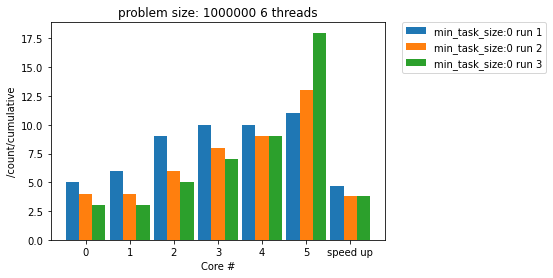 problem size: 1000000 6 threads
min_task_size:0 run 1
min_task_size:0 run 2
min_task_size:0 run 3
17.5
15.0
12.5
10.0
7.5
5.0
2.5
0.0
/count/cumulative
0 1 2 3 4 5 speed up
Core #